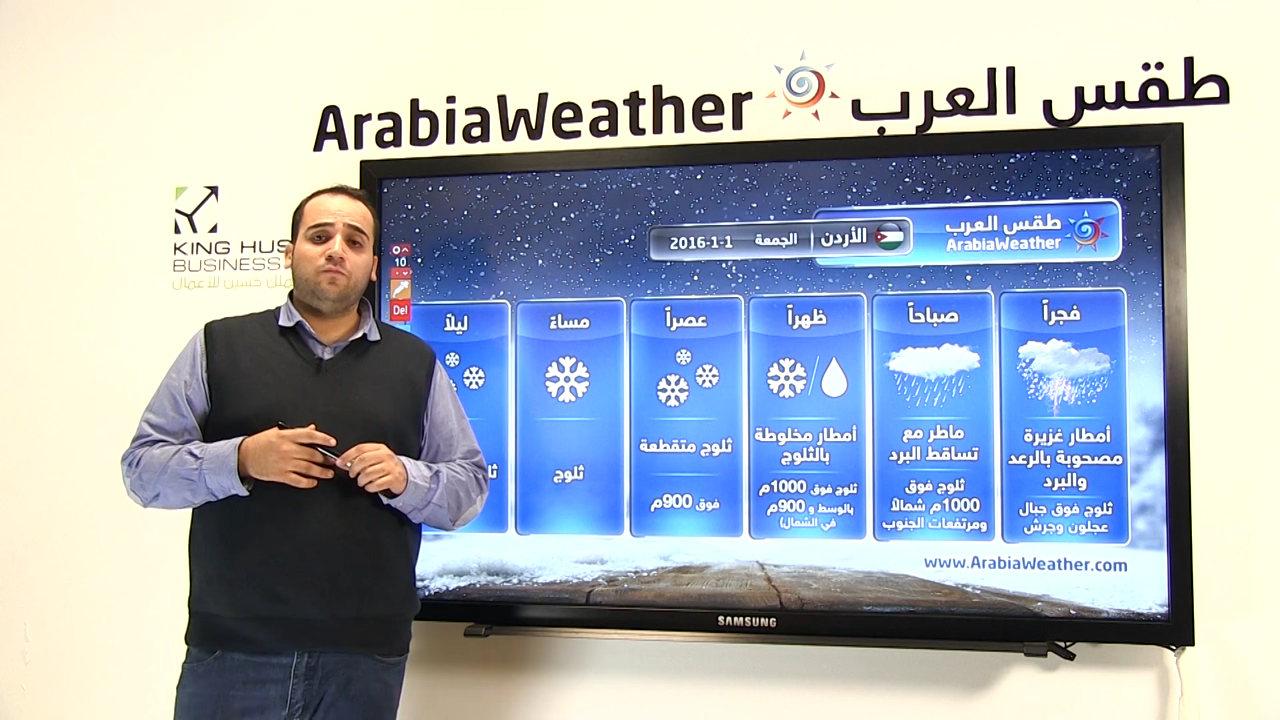 ArabiaWeather طقس العرب
KING HUS
BUSINESS
طقس العرب
ArabiaWeather
الأردن
الجمعة
2016-1-1
10
Del
فجراً
أمطار غزيرة
مصحوبة بالرعد
والبرد
ثلوج فوق جبال
عجلون وجرش
صباحاً
ماطر مع
تساقط البرد
ثلوج فوق
1000م شمالاً
ومرتفعات الجنوب
ظهراً
أمطار مخلوطة
بالثلوج
ثلوج فوق 1000م
بالوسط و 900م
في الشمال)
عصراً
ثلوج متقطعة
فوق 900م
مساءً
ثلوج
ليلاً
www.ArabiaWeather.com
SAMSUNG